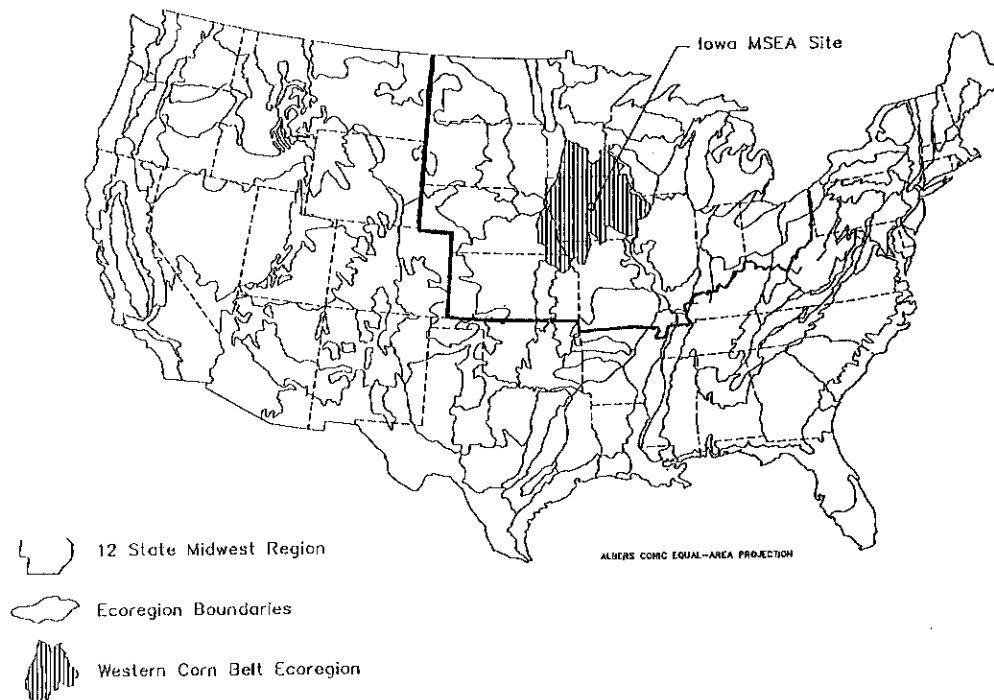 Iowa MSEA Site
ALBERS CONIC EQUAL-AREA PROJECTION
12 State Midwest Region
Ecoregion Boundaries
Western Corn Belt Ecoregion